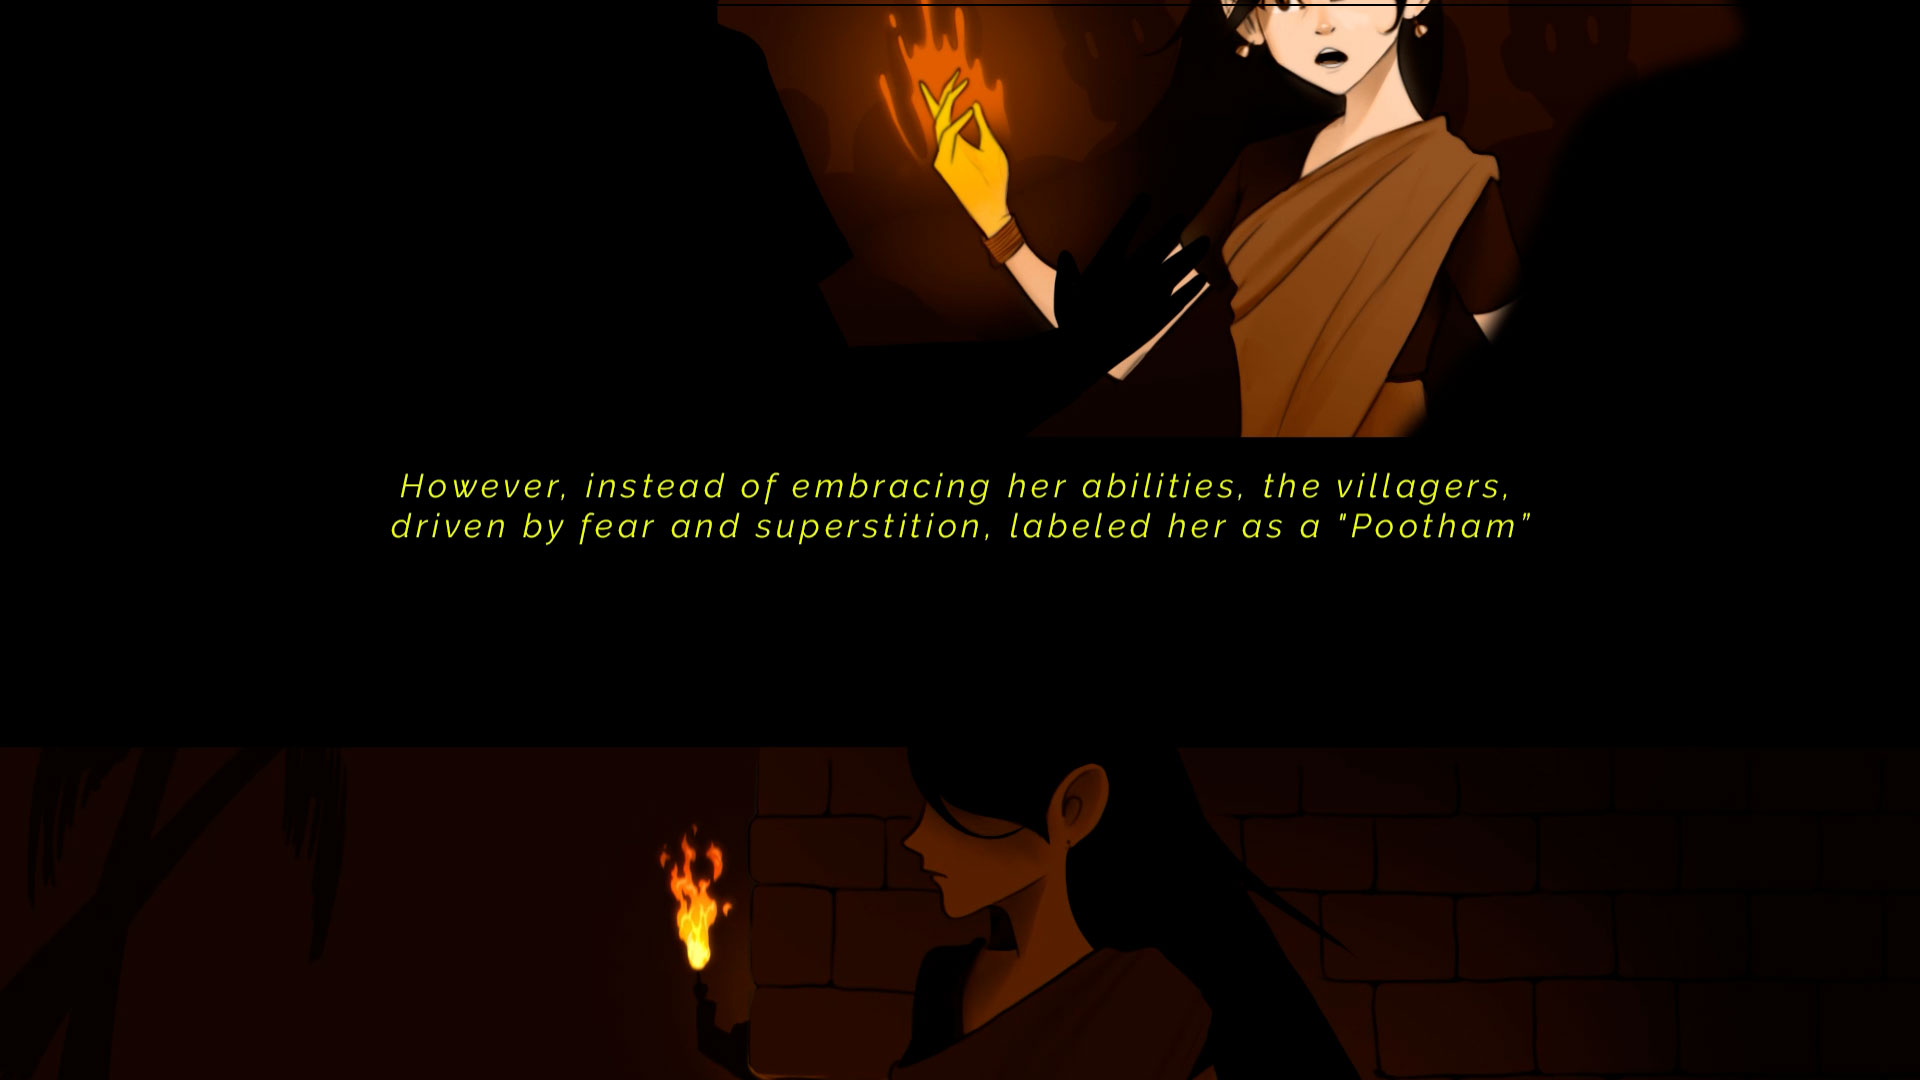 However, instead of embracing her abilities, the villagers,
driven by fear and superstition, labeled her as a "Pootham”